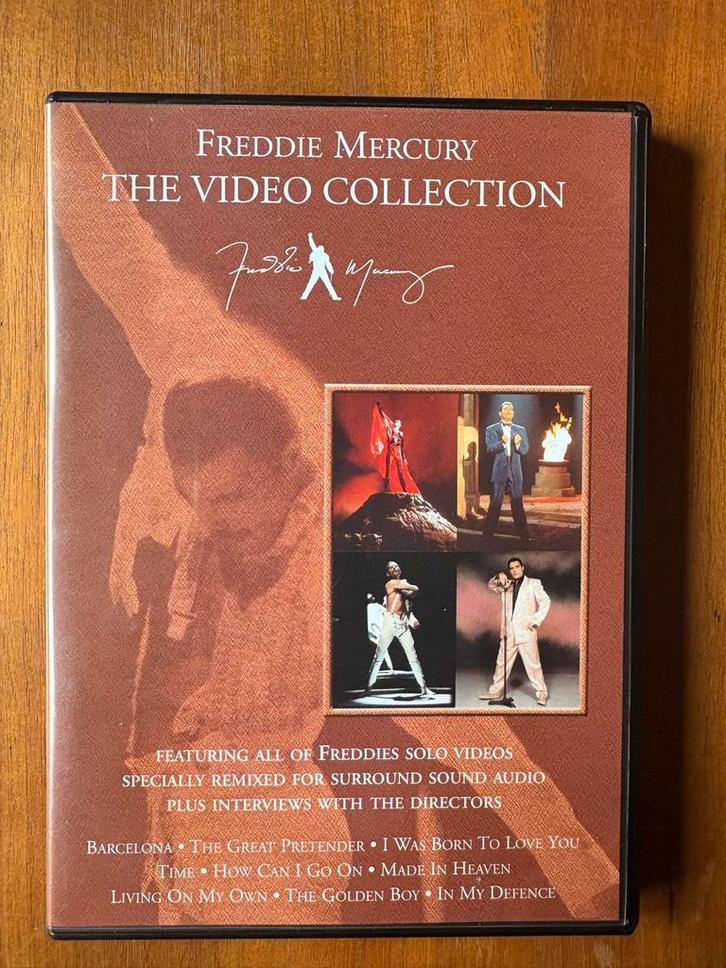 FREDDIE MERCURY
THE VIDEO COLLECTION
Freddie Mercury
FEATURING ALL OF FREDDIES SOLO VIDEOS
SPECIALLY REMIXED FOR SURROUND SOUND AUDIO
PLUS INTERVIEWS WITH THE DIRECTORS
BARCELONA • THE GREAT PRETENDER • I WAS BORN TO LOVE YOU
TIME • HOW CAN I GO ON • MADE IN HEAVEN
LIVING ON MY OWN • THE GOLDEN BOY • IN MY DEFENCE